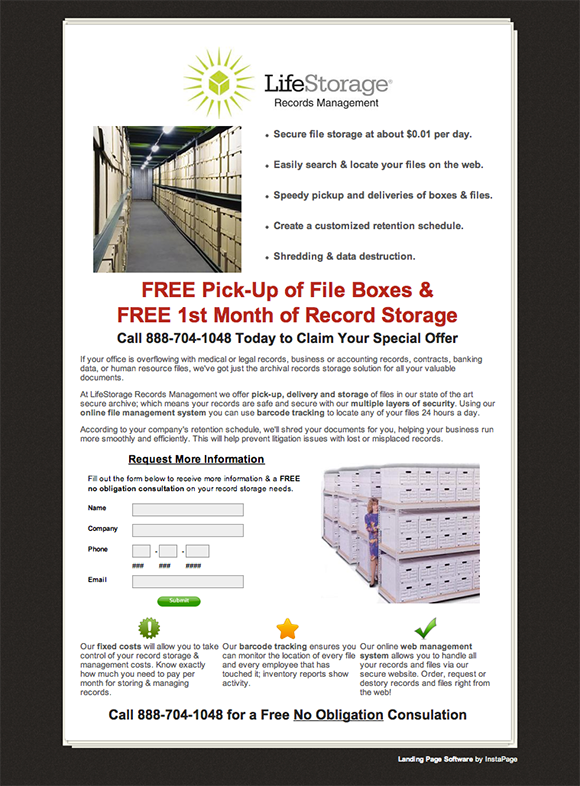 LifeStorage®
Records Management
• Secure file storage at about $0.01 per day.
• Easily search & locate your files on the web.
• Speedy pickup and deliveries of boxes & files.
• Create a customized retention schedule.
• Shredding & data destruction.
FREE Pick-Up of File Boxes &
FREE 1st Month of Record Storage
Call 888-704-1048 Today to Claim Your Special Offer
If your office is overflowing with medical or legal records, business or accounting records, contracts, banking
data, or human resource files, we've got just the archival records storage solution for all your valuable
documents.
At LifeStorage Records Management we offer pick-up, delivery and storage of files in our state of the art
secure archive; which means your records are safe and secure with our multiple layers of security. Using our
online file management system you can use barcode tracking to locate any of your files 24 hours a day.
According to your company's retention schedule, we'll shred your documents for you, helping your business run
more smoothly and efficiently. This will help prevent litigation issues with lost or misplaced records.
Request More Information
Fill out the form below to receive more information & a FREE
no obligation consultation on your record storage needs.
Name
Company
Phone - -
### ### ####
Email
Submit
Our fixed costs will allow you to take
control of your record storage &
management costs. Know exactly
how much you need to pay per
month for storing & managing
records.
Our barcode tracking ensures you
can monitor the location of every file
and every employee that has
touched it; inventory reports show
activity.
Our online web management
system allows you to handle all
your records and files via our
secure website. Order, request or
destory records and files right from
the web!
Call 888-704-1048 for a Free No Obligation Consulation
Landing Page Software by InstaPage